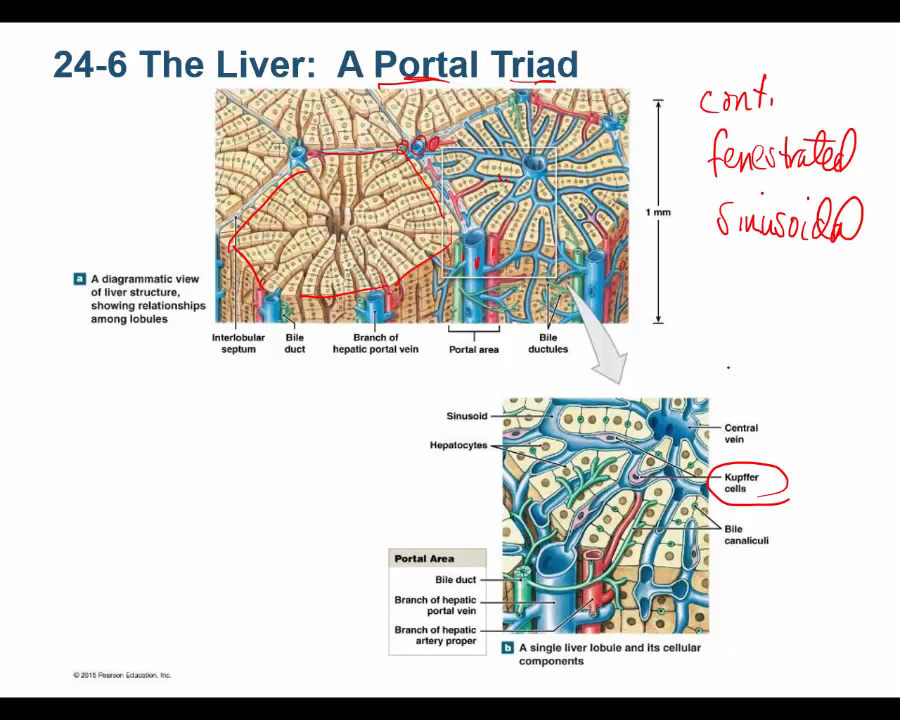 24-6 The Liver: A Portal Triad
cont.
fenestrated
sinusoidal
1 mm
a A diagrammatic view
of liver structure,
showing relationships
among lobules
Interlobular
septum
Bile
duct
Branch of
hepatic portal vein
Portal area
Bile
ductules
Sinusoid
Hepatocytes
Central
vein
Kupffer
cells
Bile
canaliculi
Portal Area
Bile duct
Branch of hepatic
portal vein
Branch of hepatic
artery proper
b A single liver lobule and its cellular
components
© 2015 Pearson Education, Inc.